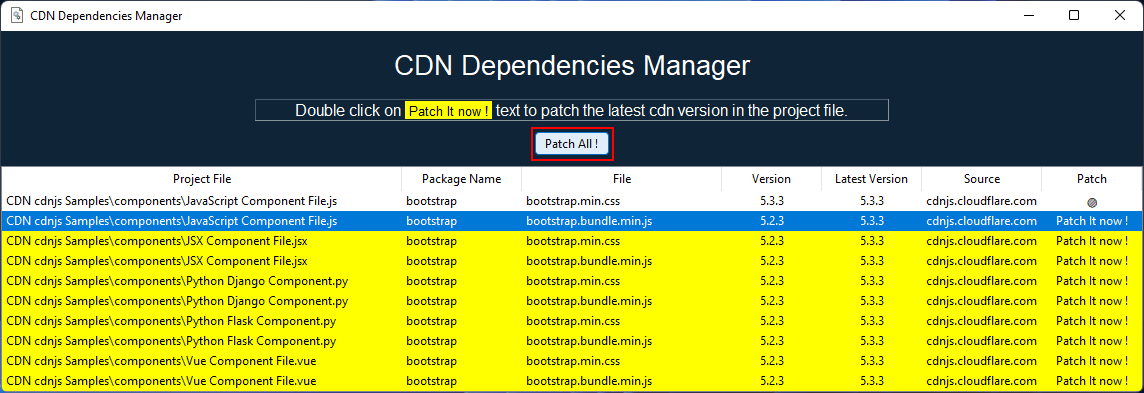 CDN Dependencies Manager
CDN Dependencies Manager
Double click on Patch It now ! text to patch the latest cdn version in the project file.
Patch All !
Project File Package Name File Version Latest Version Source Patch
CDN cdnjs Samples\components\JavaScript Component File.js bootstrap bootstrap.min.css 5.3.3 5.3.3 cdnjs.cloudflare.com
CDN cdnjs Samples\components\JavaScript Component File.js bootstrap bootstrap.bundle.min.js 5.2.3 5.3.3 cdnjs.cloudflare.com Patch It now !
CDN cdnjs Samples\components\JSX Component File.jsx bootstrap bootstrap.min.css 5.2.3 5.3.3 cdnjs.cloudflare.com Patch It now !
CDN cdnjs Samples\components\JSX Component File.jsx bootstrap bootstrap.bundle.min.js 5.2.3 5.3.3 cdnjs.cloudflare.com Patch It now !
CDN cdnjs Samples\components\Python Django Component.py bootstrap bootstrap.min.css 5.2.3 5.3.3 cdnjs.cloudflare.com Patch It now !
CDN cdnjs Samples\components\Python Django Component.py bootstrap bootstrap.bundle.min.js 5.2.3 5.3.3 cdnjs.cloudflare.com Patch It now !
CDN cdnjs Samples\components\Python Flask Component.py bootstrap bootstrap.min.css 5.2.3 5.3.3 cdnjs.cloudflare.com Patch It now !
CDN cdnjs Samples\components\Python Flask Component.py bootstrap bootstrap.bundle.min.js 5.2.3 5.3.3 cdnjs.cloudflare.com Patch It now !
CDN cdnjs Samples\components\Vue Component File.vue bootstrap bootstrap.min.css 5.2.3 5.3.3 cdnjs.cloudflare.com Patch It now !
CDN cdnjs Samples\components\Vue Component File.vue bootstrap bootstrap.bundle.min.js 5.2.3 5.3.3 cdnjs.cloudflare.com Patch It now !